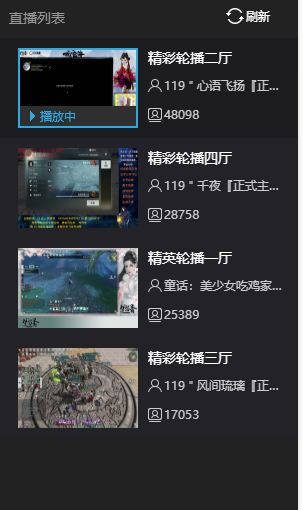 直播列表
刷新
精彩轮播二厅
119＂心语飞扬『正...
播放中
48098
精彩轮播四厅
119＂千夜『正式主...
28758
精英轮播一厅
童话：美少女吃鸡家...
25389
精彩轮播三厅
119＂风间琉璃『正...
17053